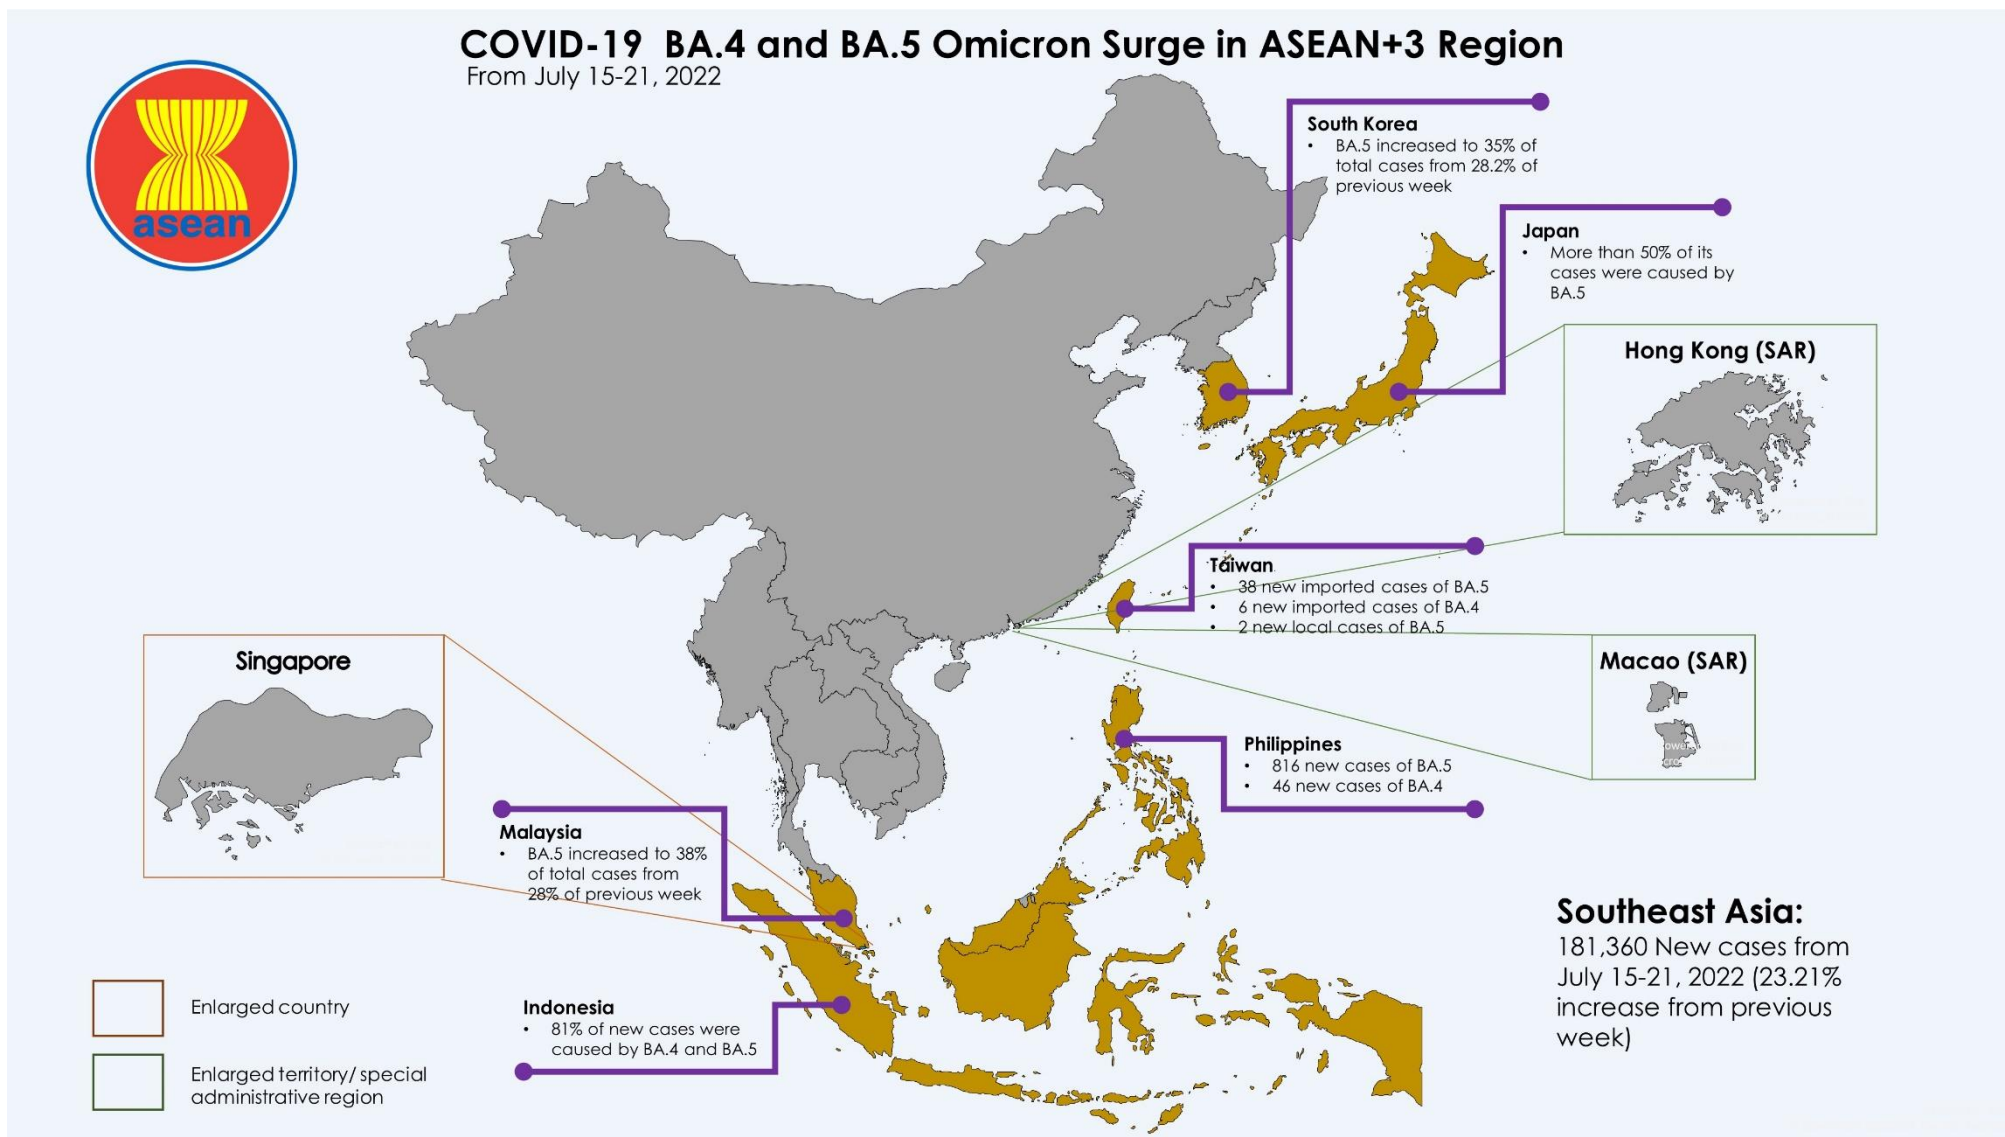 COVID-19 BA.4 and BA.5 Omicron Surge in ASEAN+3 Region
From July 15-21, 2022
asean
South Korea
• BA.5 increased to 35% of
total cases from 28.2% of
previous week
Japan
• More than 50% of its
cases were caused by
BA.5
Hong Kong (SAR)
Taiwan
• 38 new imported cases of BA.5
• 6 new imported cases of BA.4
• 2 new local cases of BA.5
Singapore
Macao (SAR)
Philippines
• 816 new cases of BA.5
• 46 new cases of BA.4
Malaysia
• BA.5 increased to 38%
of total cases from
28% of previous week
Southeast Asia:
181,360 New cases from
July 15-21, 2022 (23.21%
increase from previous
week)
Indonesia
• 81% of new cases were
caused by BA.4 and BA.5
Enlarged country
Enlarged territory/ special
administrative region